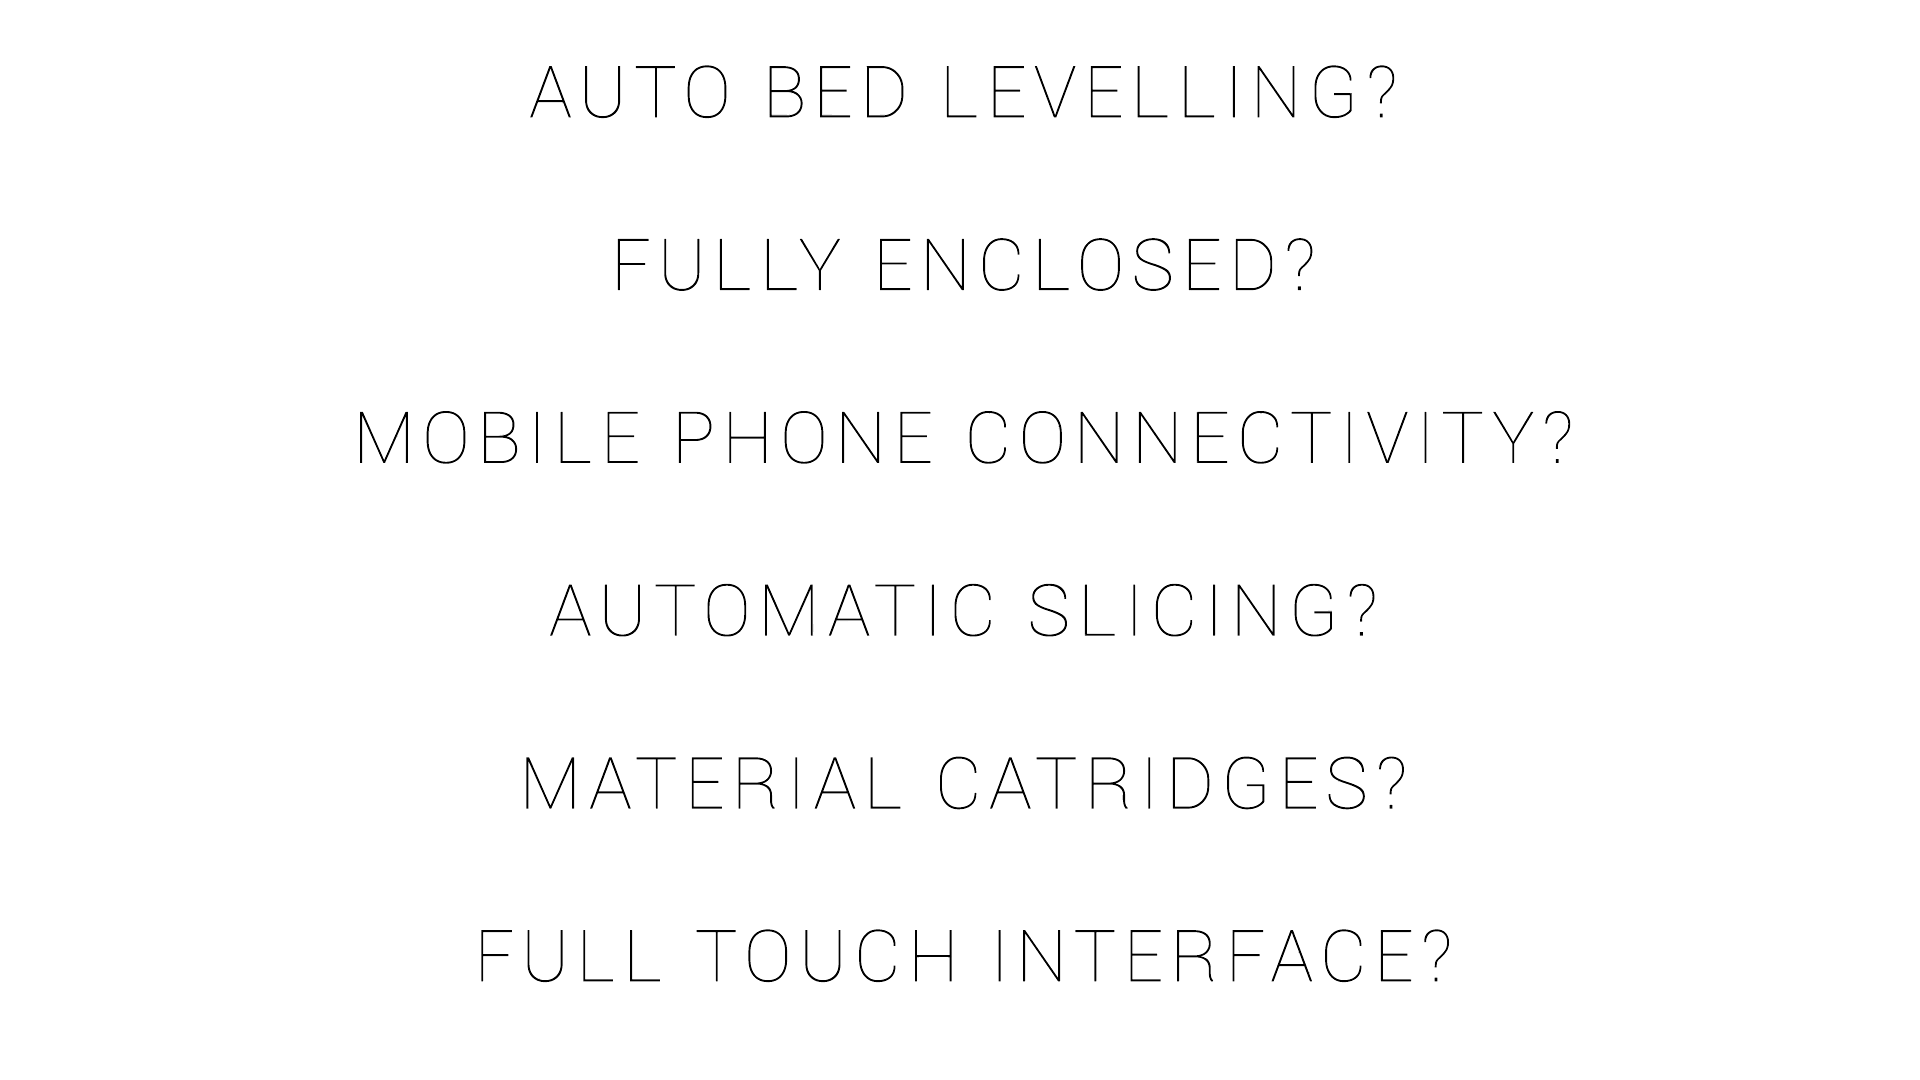 AUTO BED LEVELLING?
FULLY ENCLOSED?
MOBILE PHONE CONNECTIVITY?
AUTOMATIC SLICING?
MATERIAL CATRIDGES?
FULL TOUCH INTERFACE?